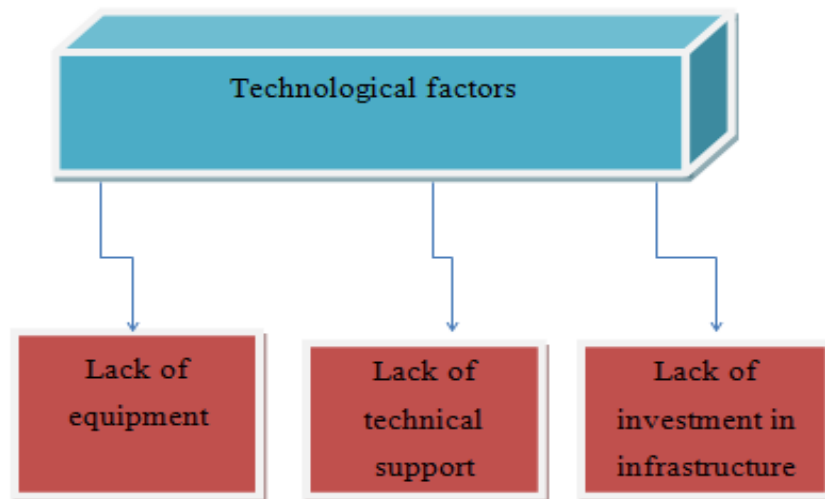 Technological factors
Lack of
equipment
Lack of
technical
support
Lack of
investment in
infrastructure